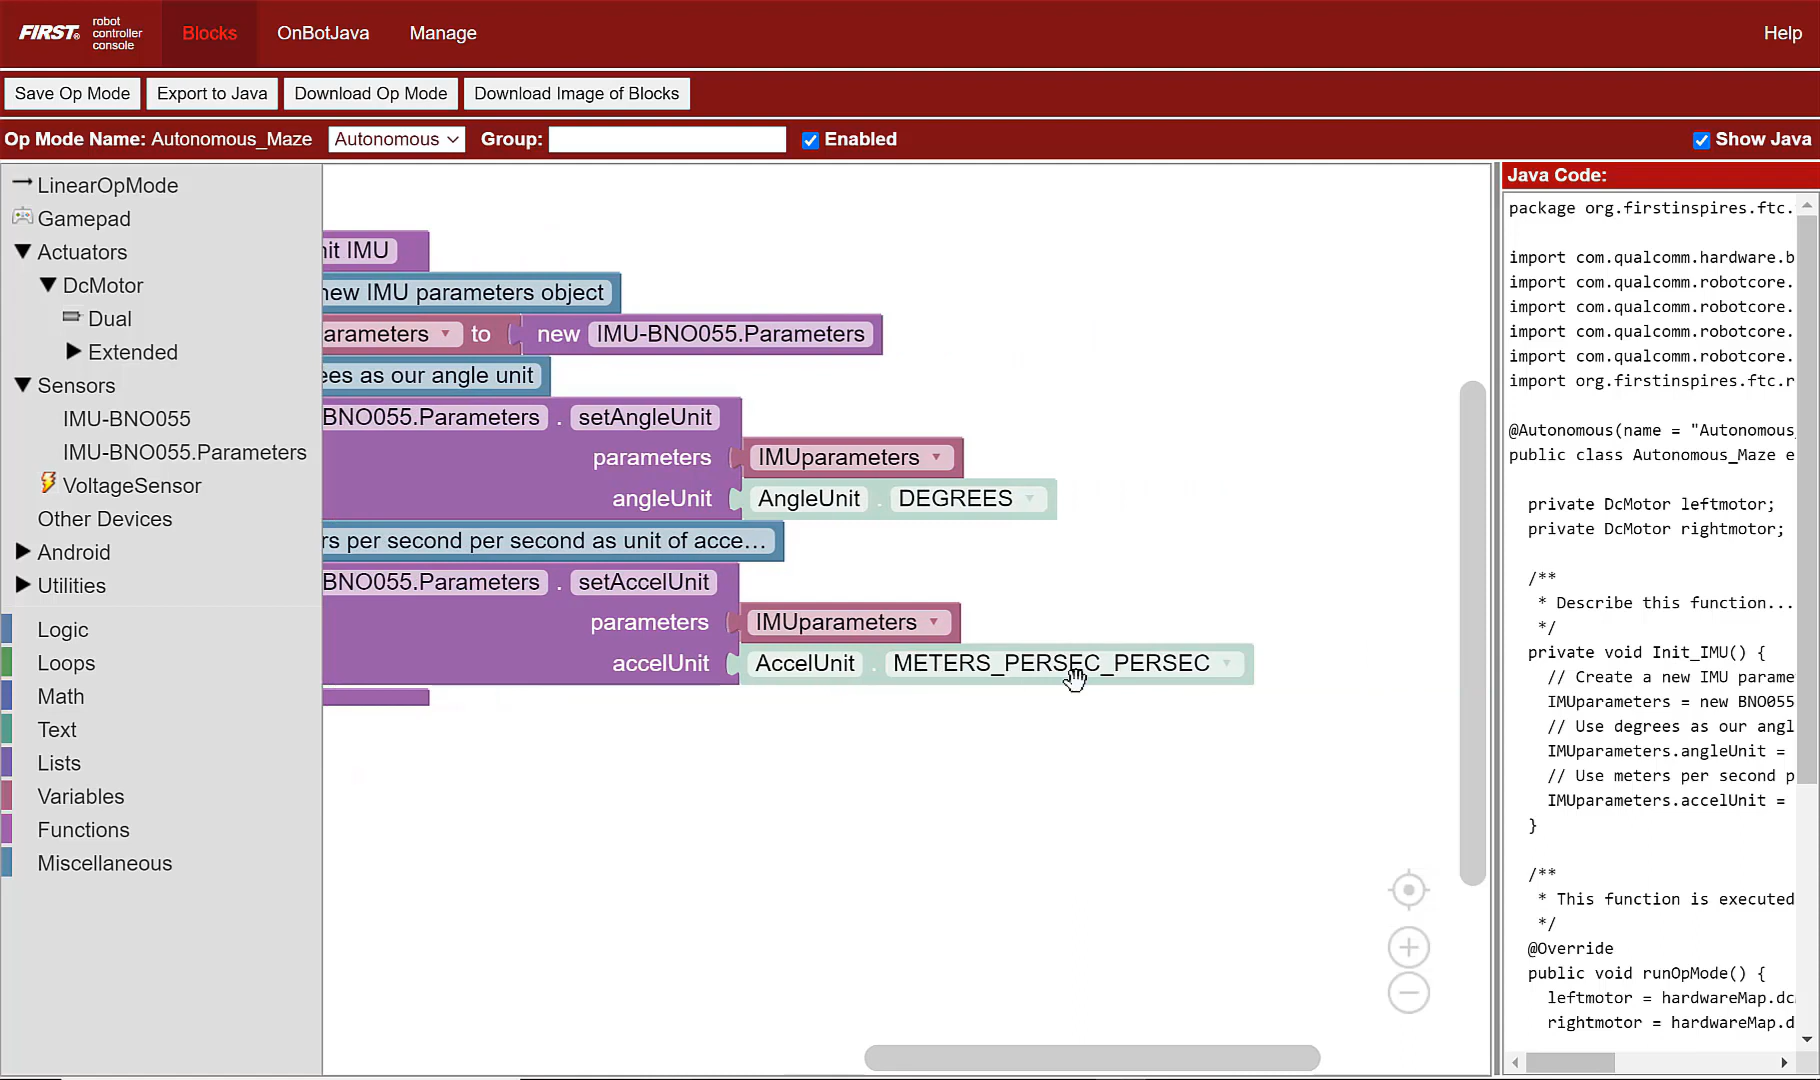 FIRST® robot controller console Blocks OnBotJava Manage Help
Save Op Mode Export to Java Download Op Mode Download Image of Blocks
Op Mode Name: Autonomous_Maze Autonomous Group: Enabled Show Java
LinearOpMode
Gamepad
Actuators
DcMotor
Dual
Extended
Sensors
IMU-BNO055
IMU-BNO055.Parameters
VoltageSensor
Other Devices
Android
Utilities
Logic
Loops
Math
Text
Lists
Variables
Functions
Miscellaneous
nit IMU
new IMU parameters object
arameters to new IMU-BNO055.Parameters
ees as our angle unit
BNO055.Parameters . setAngleUnit
parameters IMUparameters
angleUnit AngleUnit . DEGREES
rs per second per second as unit of acce...
BNO055.Parameters . setAccelUnit
parameters IMUparameters
accelUnit AccelUnit . METERS_PERSEC_PERSEC
Java Code:
package org.firstinspires.ftc.
import com.qualcomm.hardware.b
import com.qualcomm.robotcore.
import com.qualcomm.robotcore.
import com.qualcomm.robotcore.
import com.qualcomm.robotcore.
import org.firstinspires.ftc.r
@Autonomous(name = "Autonomous_
public class Autonomous_Maze e
private DcMotor leftmotor;
private DcMotor rightmotor;
/**
* Describe this function...
*/
private void Init_IMU() {
// Create a new IMU parame
IMUparameters = new BNO055
// Use degrees as our angl
IMUparameters.angleUnit =
// Use meters per second p
IMUparameters.accelUnit =
}
/**
* This function is executed
*/
@Override
public void runOpMode() {
leftmotor = hardwareMap.dc
rightmotor = hardwareMap.d